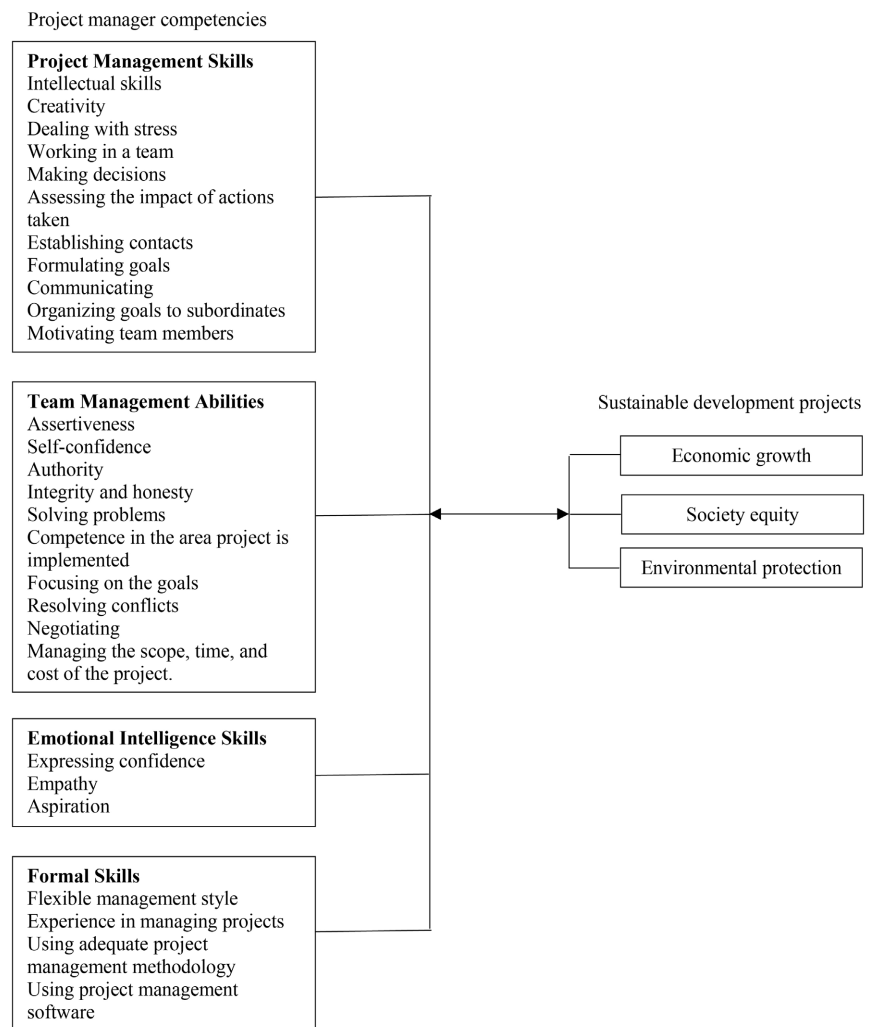 Project manager competencies
Project Management Skills
Intellectual skills
Creativity
Dealing with stress
Working in a team
Making decisions
Assessing the impact of actions
taken
Establishing contacts
Formulating goals
Communicating
Organizing goals to subordinates
Motivating team members
Team Management Abilities
Assertiveness
Self-confidence
Authority
Integrity and honesty
Solving problems
Competence in the area project is
implemented
Focusing on the goals
Resolving conflicts
Negotiating
Managing the scope, time, and
cost of the project.
Emotional Intelligence Skills
Expressing confidence
Empathy
Aspiration
Formal Skills
Flexible management style
Experience in managing projects
Using adequate project
management methodology
Using project management
software
Sustainable development projects
Economic growth
Society equity
Environmental protection